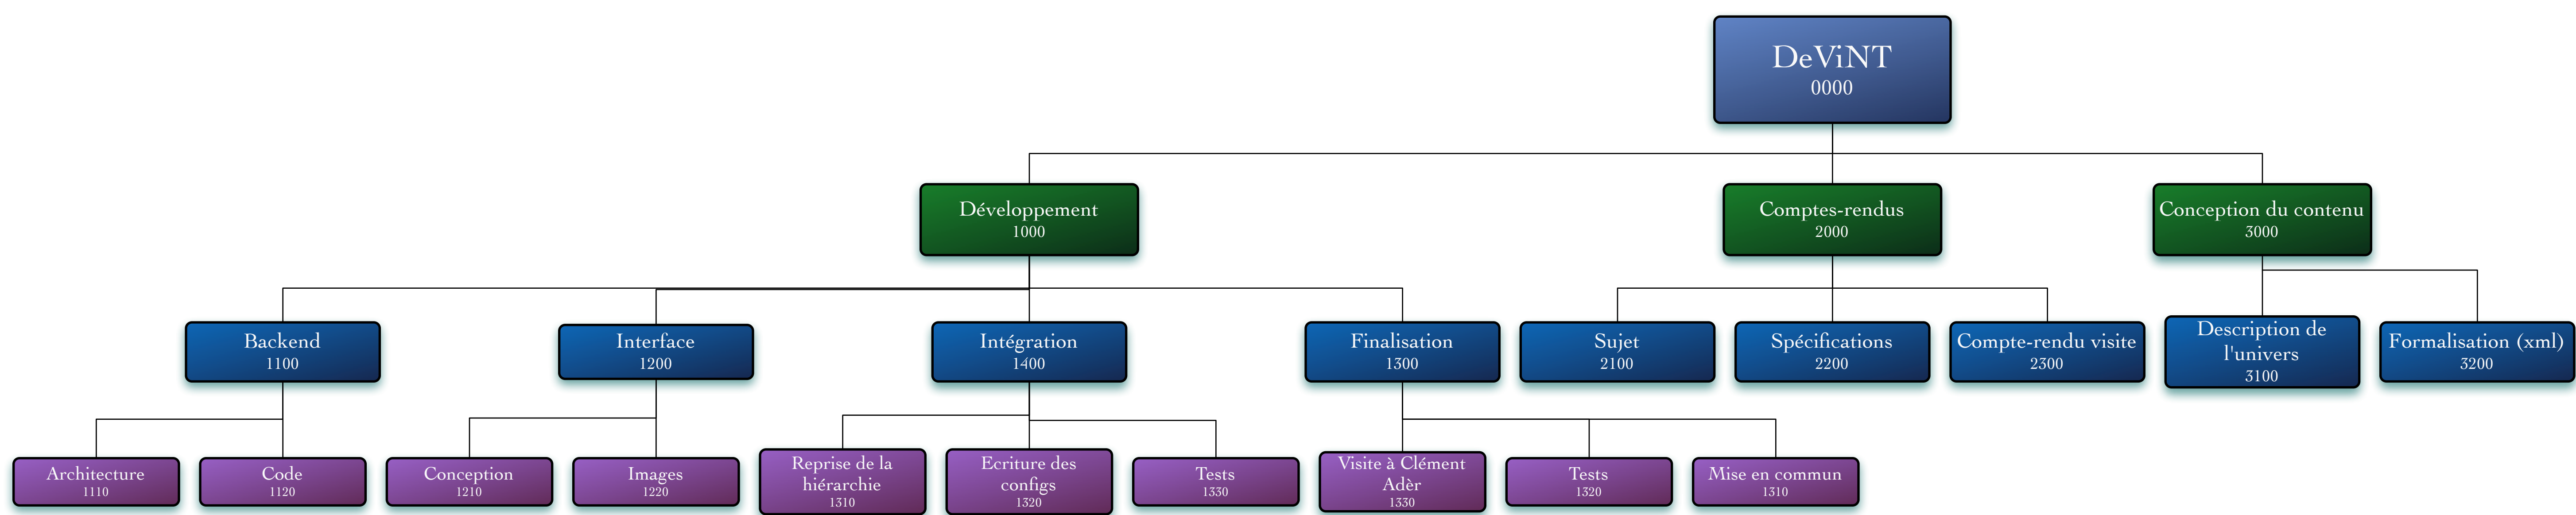 DeViNT
0000
Développement
1000
Comptes-rendus
2000
Conception du contenu
3000
Backend
1100
Interface
1200
Intégration
1400
Finalisation
1300
Sujet
2100
Spécifications
2200
Compte-rendu visite
2300
Description de
l'univers
3100
Formalisation (xml)
3200
Architecture
1110
Code
1120
Conception
1210
Images
1220
Reprise de la
hiérarchie
1310
Ecriture des
configs
1320
Tests
1330
Visite à Clément
Adèr
1330
Tests
1320
Mise en commun
1310